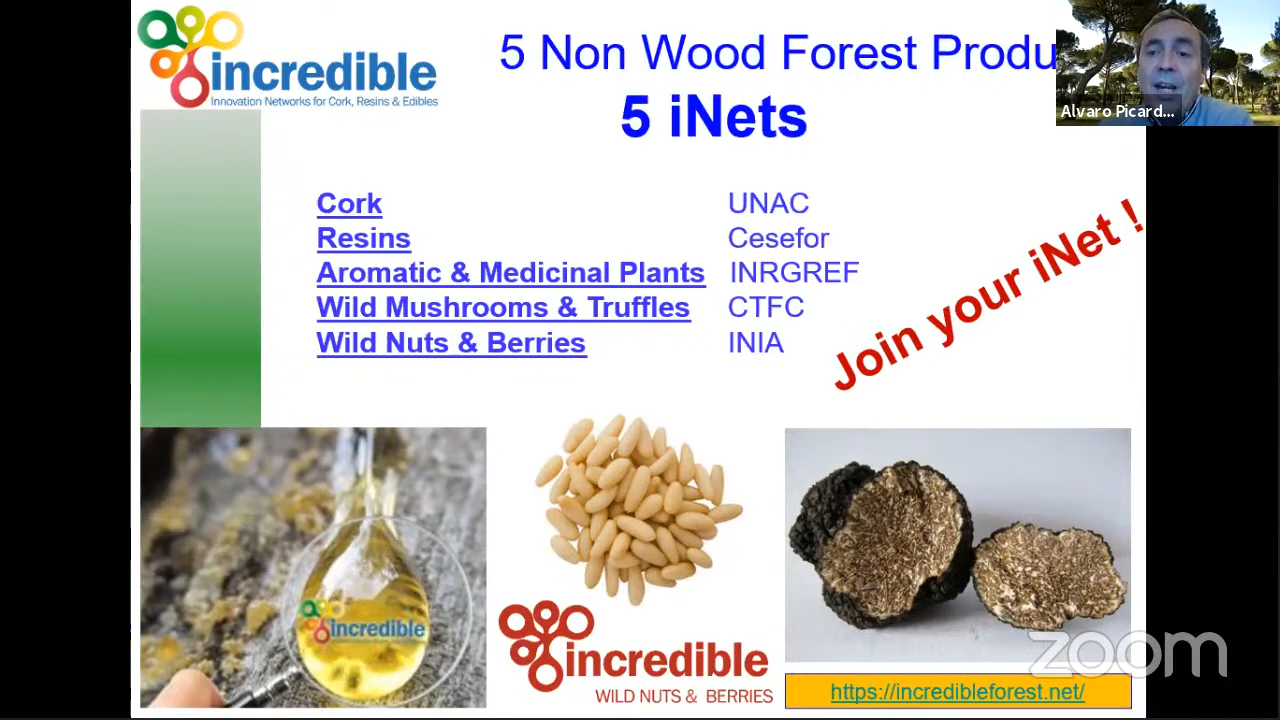 incredible
Innovation Networks for Cork, Resins & Edibles
5 Non Wood Forest Produ
5 iNets
Alvaro Picard...
Cork UNAC
Resins Cesefor
Aromatic & Medicinal Plants INRGREF
Wild Mushrooms & Truffles CTFC
Wild Nuts & Berries INIA
Join your iNet !
incredible
incredible
WILD NUTS & BERRIES
zoom
https://incredibleforest.net/